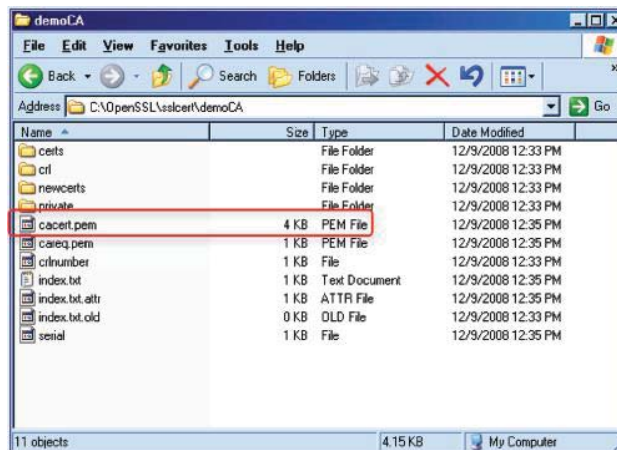 demoCA
File Edit View Favorites Tools Help
Back Search Folders
Address C:\OpenSSL\sslcert\demoCA Go
Name Size Type Date Modified
certs File Folder 12/9/2008 12:33 PM
crl File Folder 12/9/2008 12:33 PM
newcerts File Folder 12/9/2008 12:33 PM
private File Folder 12/9/2008 12:33 PM
cacert.pem 4 KB PEM File 12/9/2008 12:35 PM
careq.pem 1 KB PEM File 12/9/2008 12:35 PM
crlnumber 1 KB File 12/9/2008 12:33 PM
index.txt 1 KB Text Document 12/9/2008 12:35 PM
index.txt.attr 1 KB ATTR File 12/9/2008 12:35 PM
index.txt.old 0 KB OLD File 12/9/2008 12:33 PM
serial 1 KB File 12/9/2008 12:35 PM
11 objects 4.15 KB My Computer